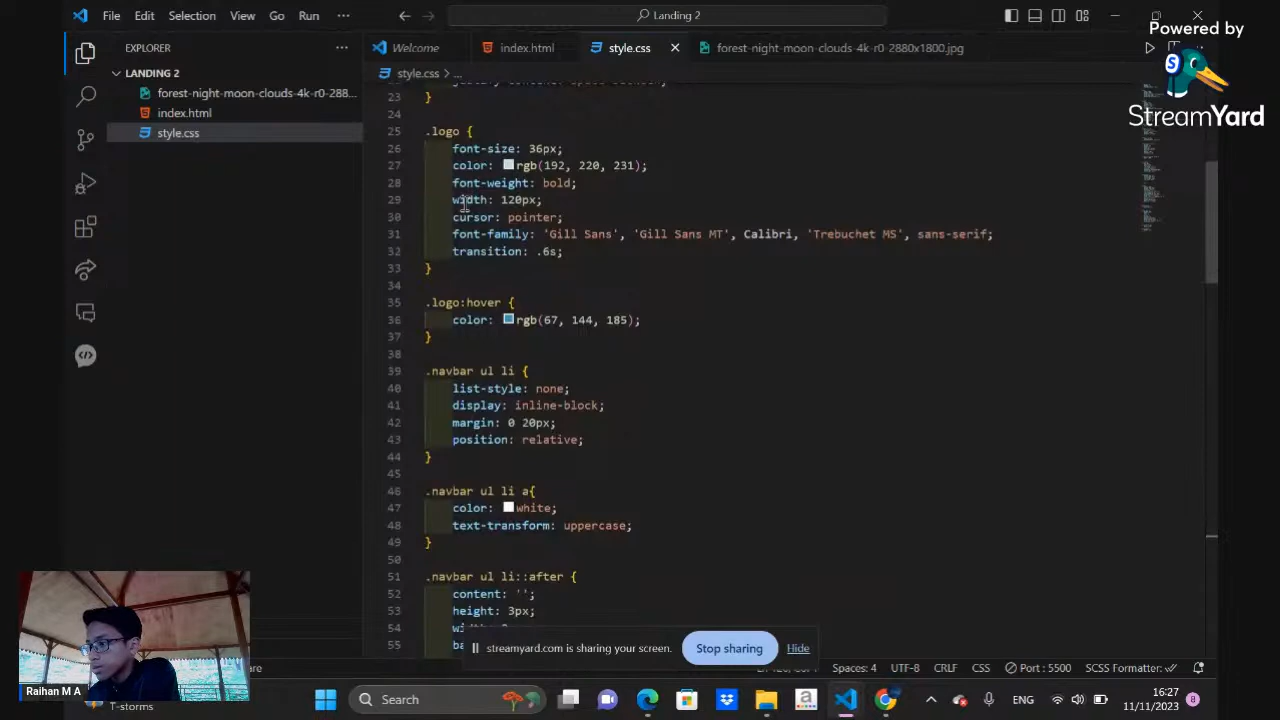 File Edit Selection View Go Run ··· Landing 2
Powered by
StreamYard
EXPLORER ···
Welcome index.html style.css forest-night-moon-clouds-4k-r0-2880x1800.jpg
LANDING 2
style.css > ...
forest-night-moon-clouds-4k-r0-288...
index.html
style.css
23 }
24
25 .logo {
26 font-size: 36px;
27 color: rgb(192, 220, 231);
28 font-weight: bold;
29 width: 120px;
30 cursor: pointer;
31 font-family: 'Gill Sans', 'Gill Sans MT', Calibri, 'Trebuchet MS', sans-serif;
32 transition: .6s;
33 }
34
35 .logo:hover {
36 color: rgb(67, 144, 185);
37 }
38
39 .navbar ul li {
40 list-style: none;
41 display: inline-block;
42 margin: 0 20px;
43 position: relative;
44 }
45
46 .navbar ul li a{
47 color: white;
48 text-transform: uppercase;
49 }
50
51 .navbar ul li::after {
52 content: '';
53 height: 3px;
54
55
streamyard.com is sharing your screen. Stop sharing Hide
Spaces: 4 UTF-8 CRLF CSS Port : 5500 SCSS Formatter:
Raihan M A
T-storms
Search
ENG
16:27
11/11/2023
8